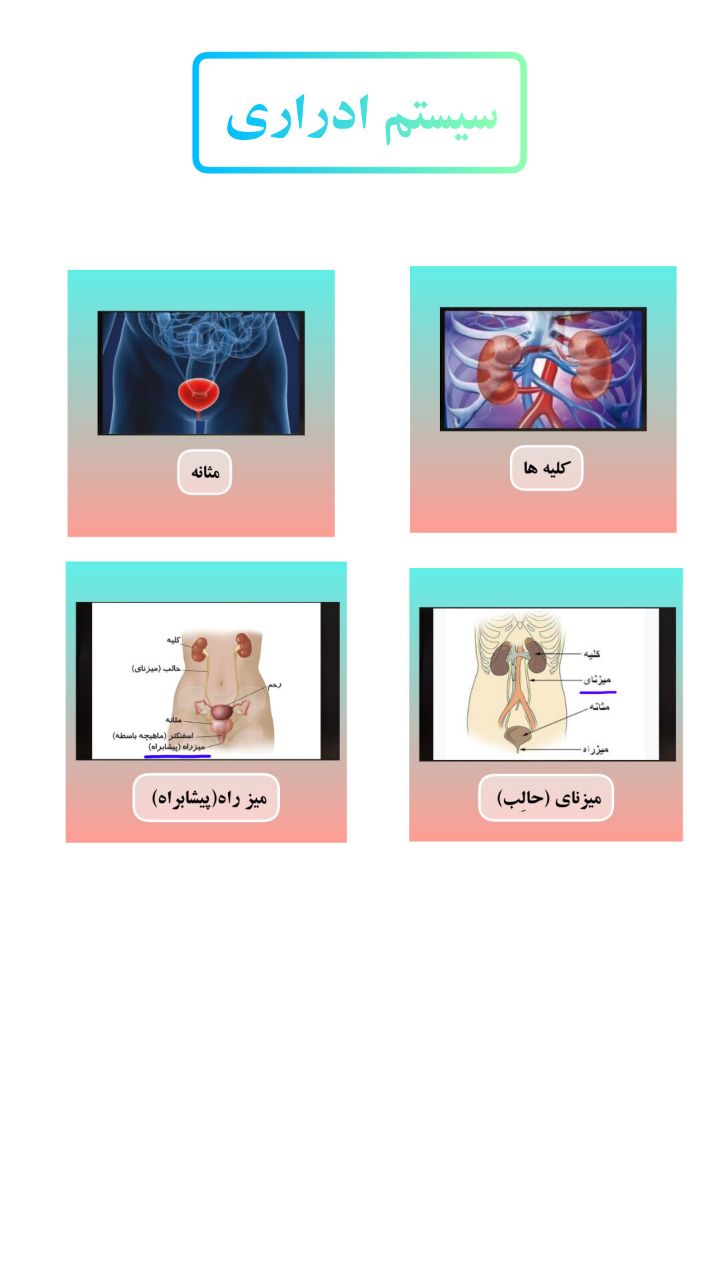 سیستم ادراری
کلیه ها
مثانه
کلیه
میزنای
مثانه
میزراه
میزنای (حالِب)
کلیه
حالب (میزنای)
رحم
مثانه
اسفنکتر (ماهیچه باسطه)
میزراه (پیشابراه)
میز راه(پیشابراه)